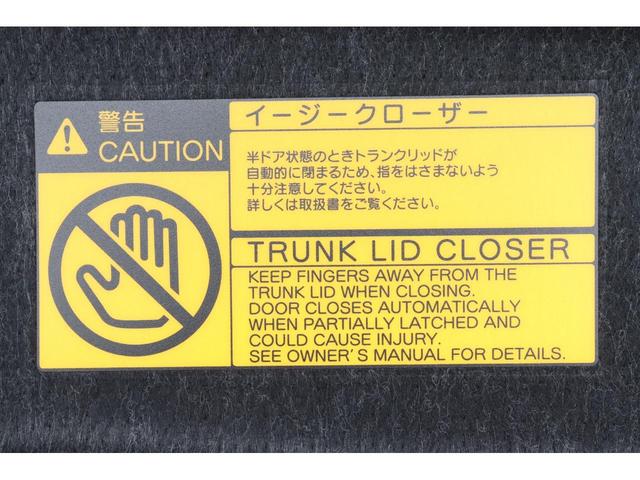 警告
CAUTION
イージークローザー
半ドア状態のときトランクリッドが
自動的に閉まるため、指をはさまないよう
十分注意してください。
詳しくは取扱書をご覧ください。
TRUNK LID CLOSER
KEEP FINGERS AWAY FROM THE
TRUNK LID WHEN CLOSING.
DOOR CLOSES AUTOMATICALLY
WHEN PARTIALLY LATCHED AND
COULD CAUSE INJURY.
SEE OWNER'S MANUAL FOR DETAILS.